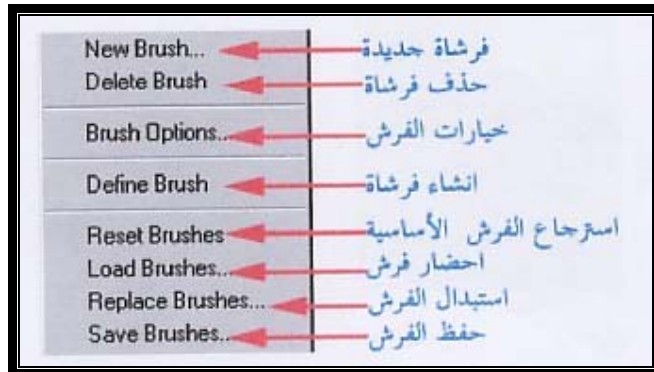 New Brush... فرشاة جديدة
Delete Brush حذف فرشاة
Brush Options... خيارات الفرش
Define Brush انشاء فرشاة
Reset Brushes استرجاع الفرش الأساسية
Load Brushes... احضار فرش
Replace Brushes... استبدال الفرش
Save Brushes... حفظ الفرش